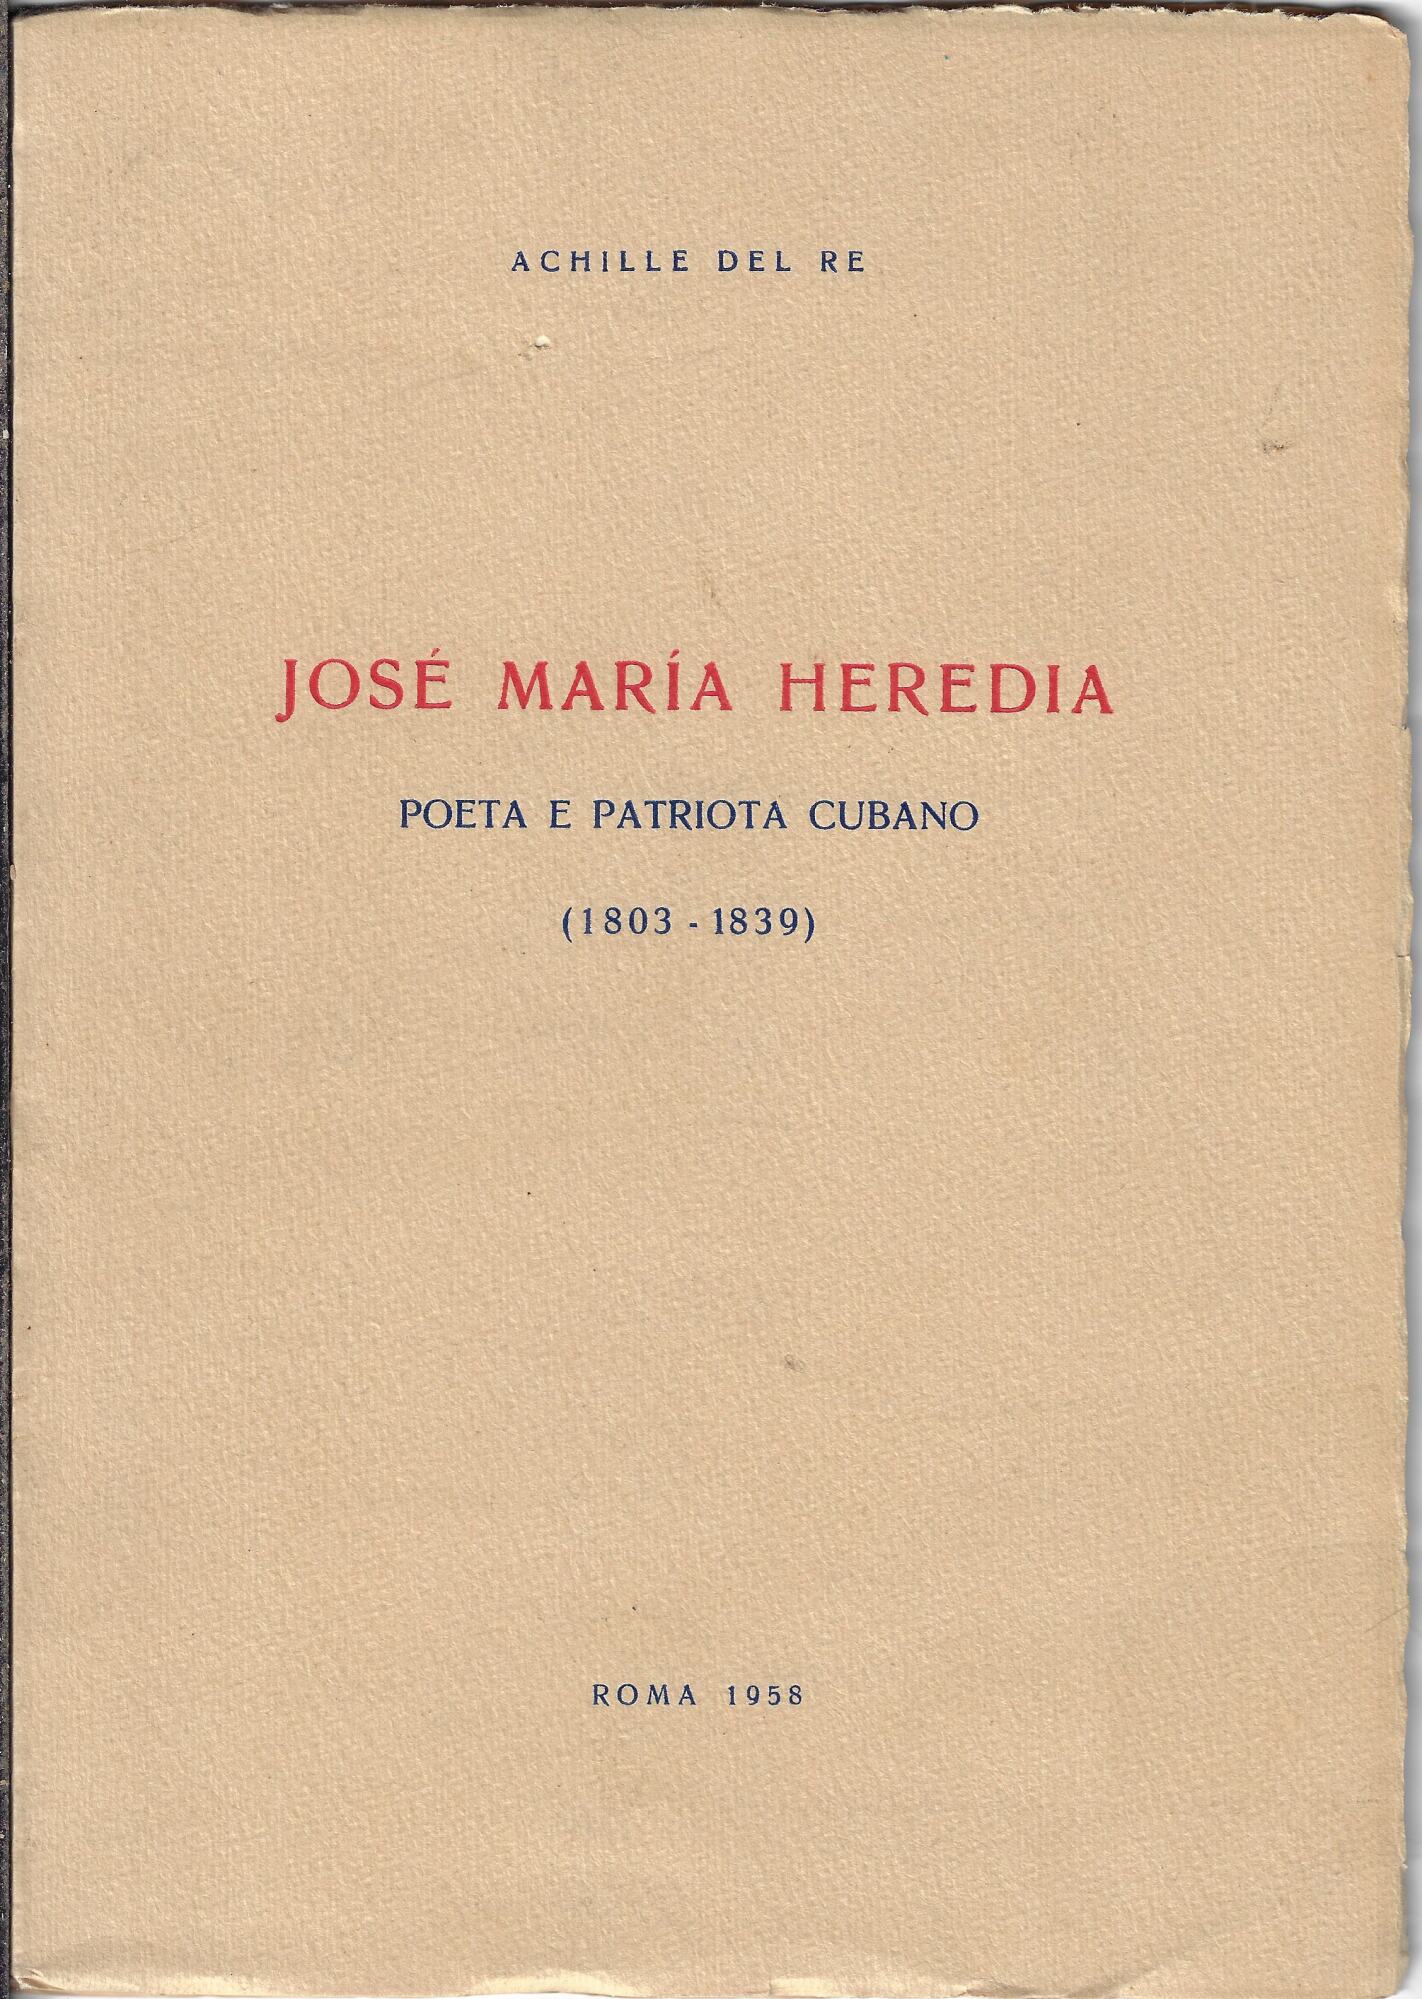 ACHILLE DEL RE
JOSÉ MARÍA HEREDIA
POETA E PATRIOTA CUBANO
(1803 - 1839)
ROMA 1958